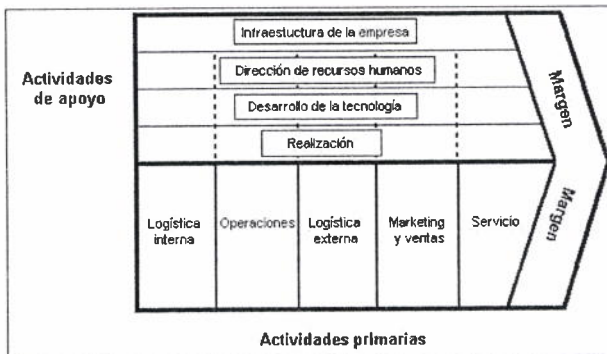 Infraestuctura de la empresa
Dirección de recursos humanos
Actividades
de apoyo
Desarrollo de la tecnología
Realización
Margen
Margen
Logística
interna
Operaciones
Logística
externa
Marketing
y ventas
Servicio
Actividades primarias